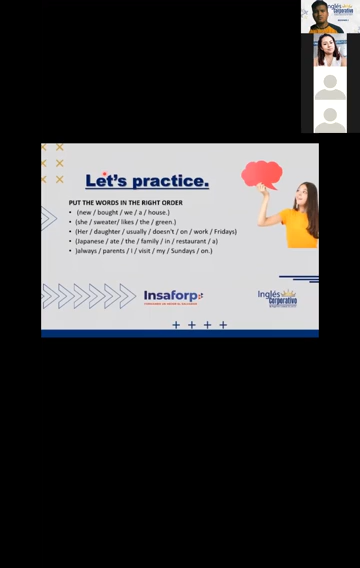 Let's practice.
PUT THE WORDS IN THE RIGHT ORDER
• (new / bought / we / a / house.)
• (she / sweater/ likes / the / green.)
• (Her / daughter / usually / doesn't / on / work / Fridays)
• (Japanese / ate / the / family / in / restaurant / a)
• )always / parents / I / visit / my / Sundays / on.)
Insaforp
Inglés
Corporativo